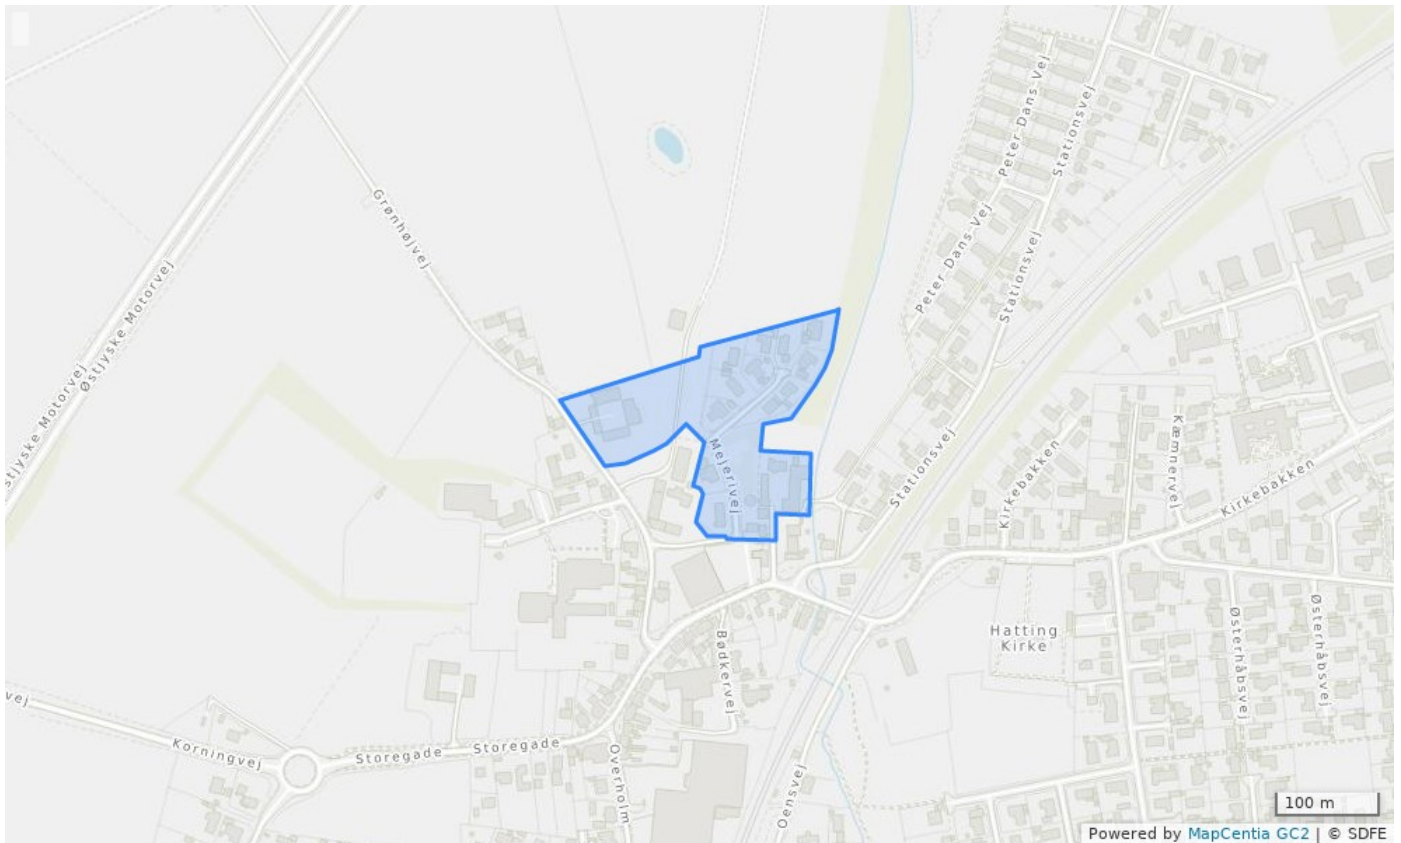 Peter Dans Vej
Stationsvej
Grønhøjvej
Peter Dans Vej
Stationsvej
Østjyske Motorvej
Østjyske Motorvej
Mejerivej
Stationsvej
Kirkebakken
Kæmnervej
Kirkebakken
Hatting
Kirke
Østerhåbsvej
Østerhåbsvej
Bødkervej
vej
Korningvej
Storegade
Storegade
Overholm
Oensvej
100 m
Powered by MapCentia GC2 | © SDFE